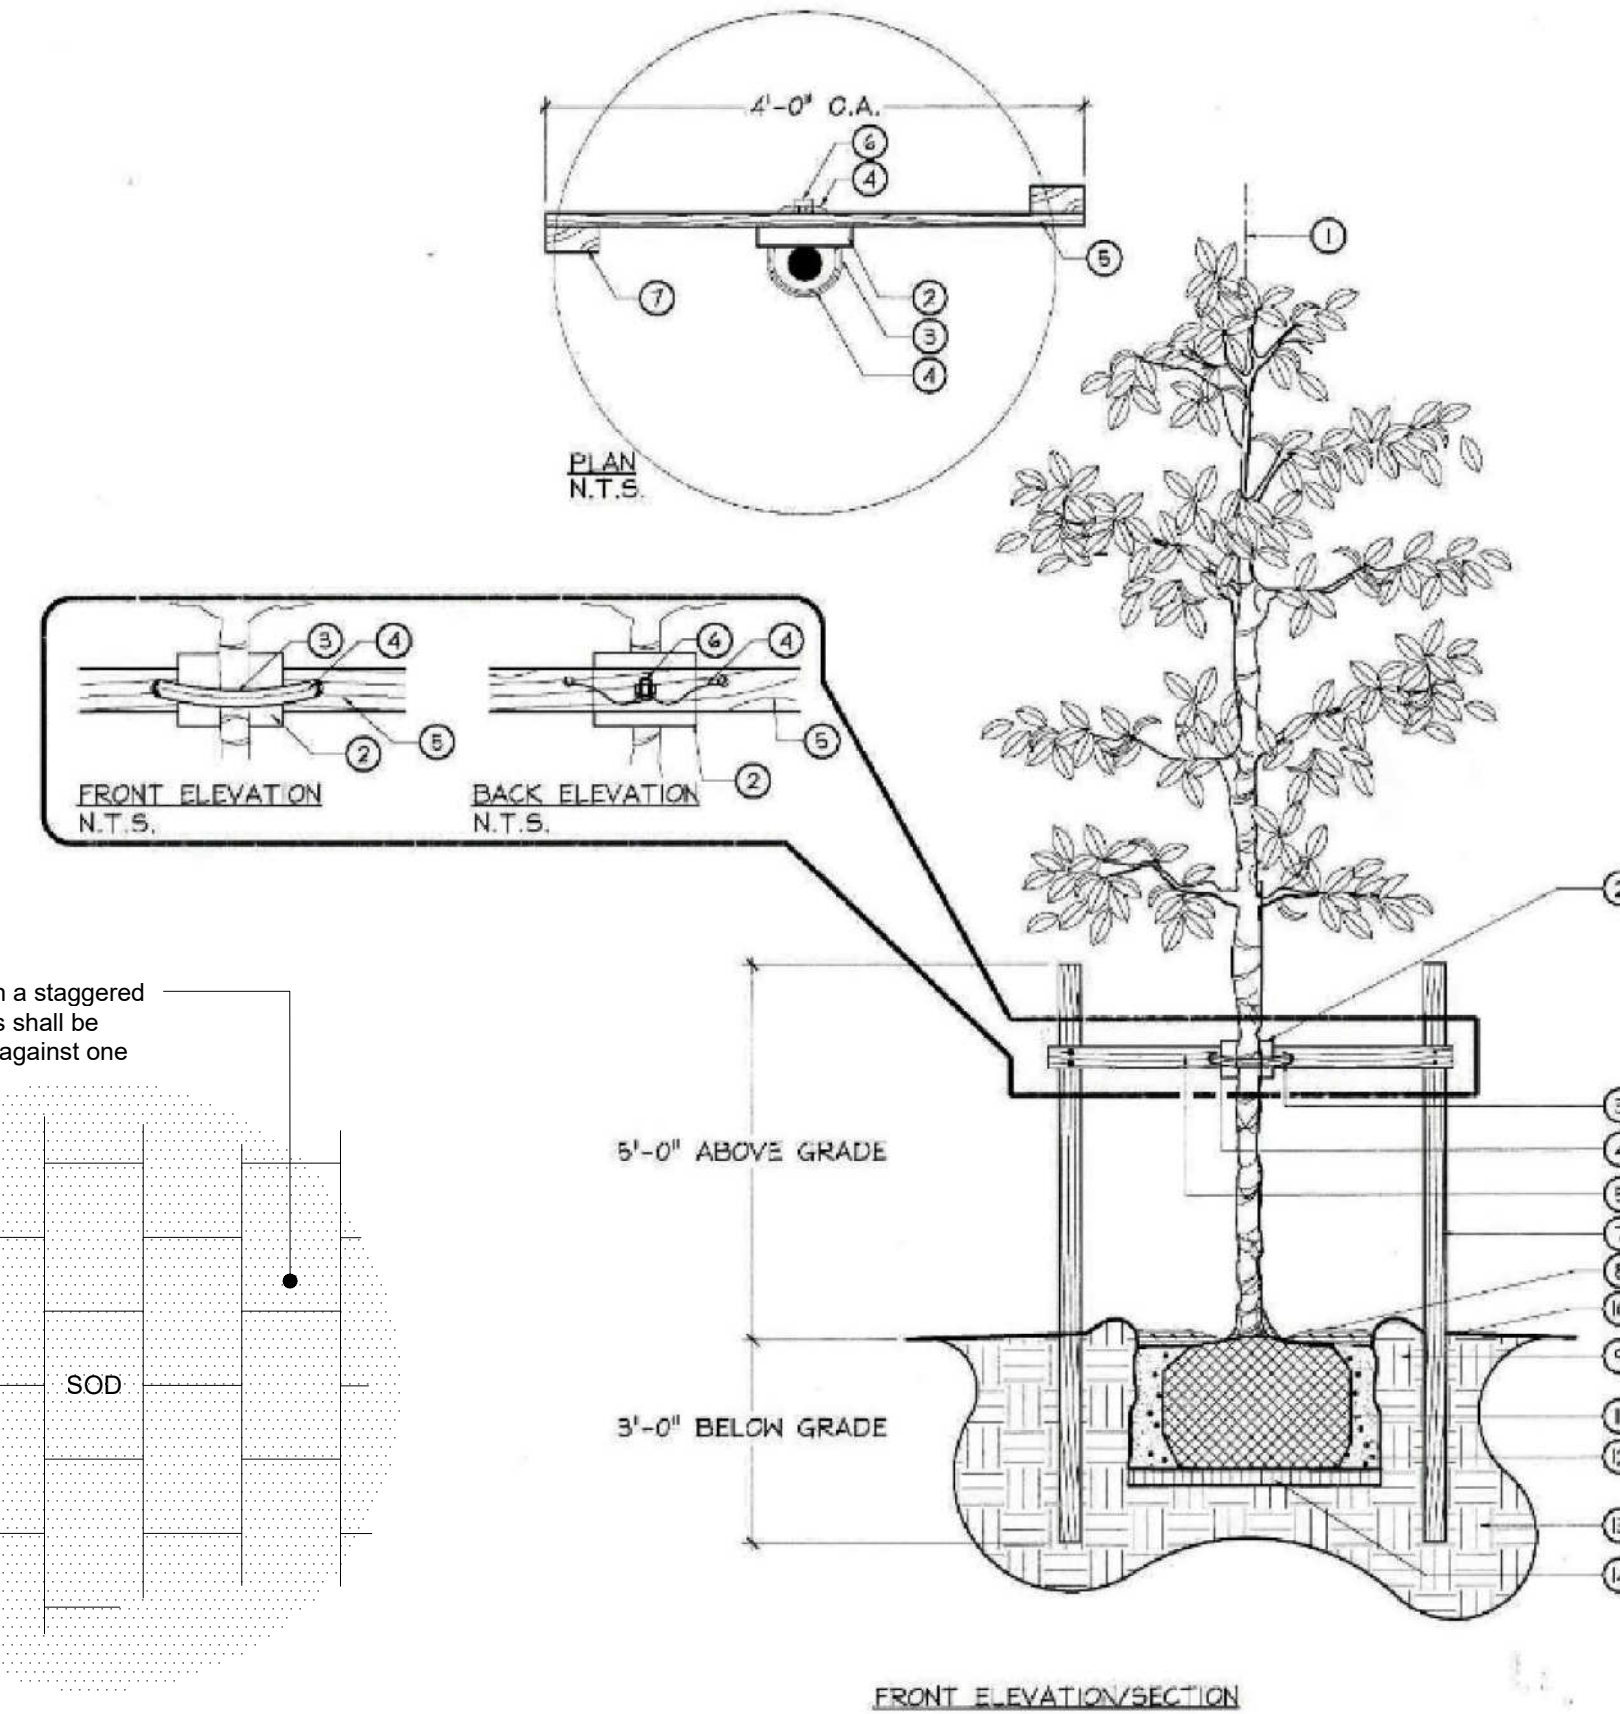 4'-0" C.A.
6
4
1
5
7
2
3
4
PLAN
N.T.S.
3
4
6
4
5
2
5
2
FRONT ELEVATION
N.T.S.
BACK ELEVATION
N.T.S.
a staggered
shall be
against one
5'-0" ABOVE GRADE
SOD
3'-0" BELOW GRADE
FRONT ELEVATION/SECTION